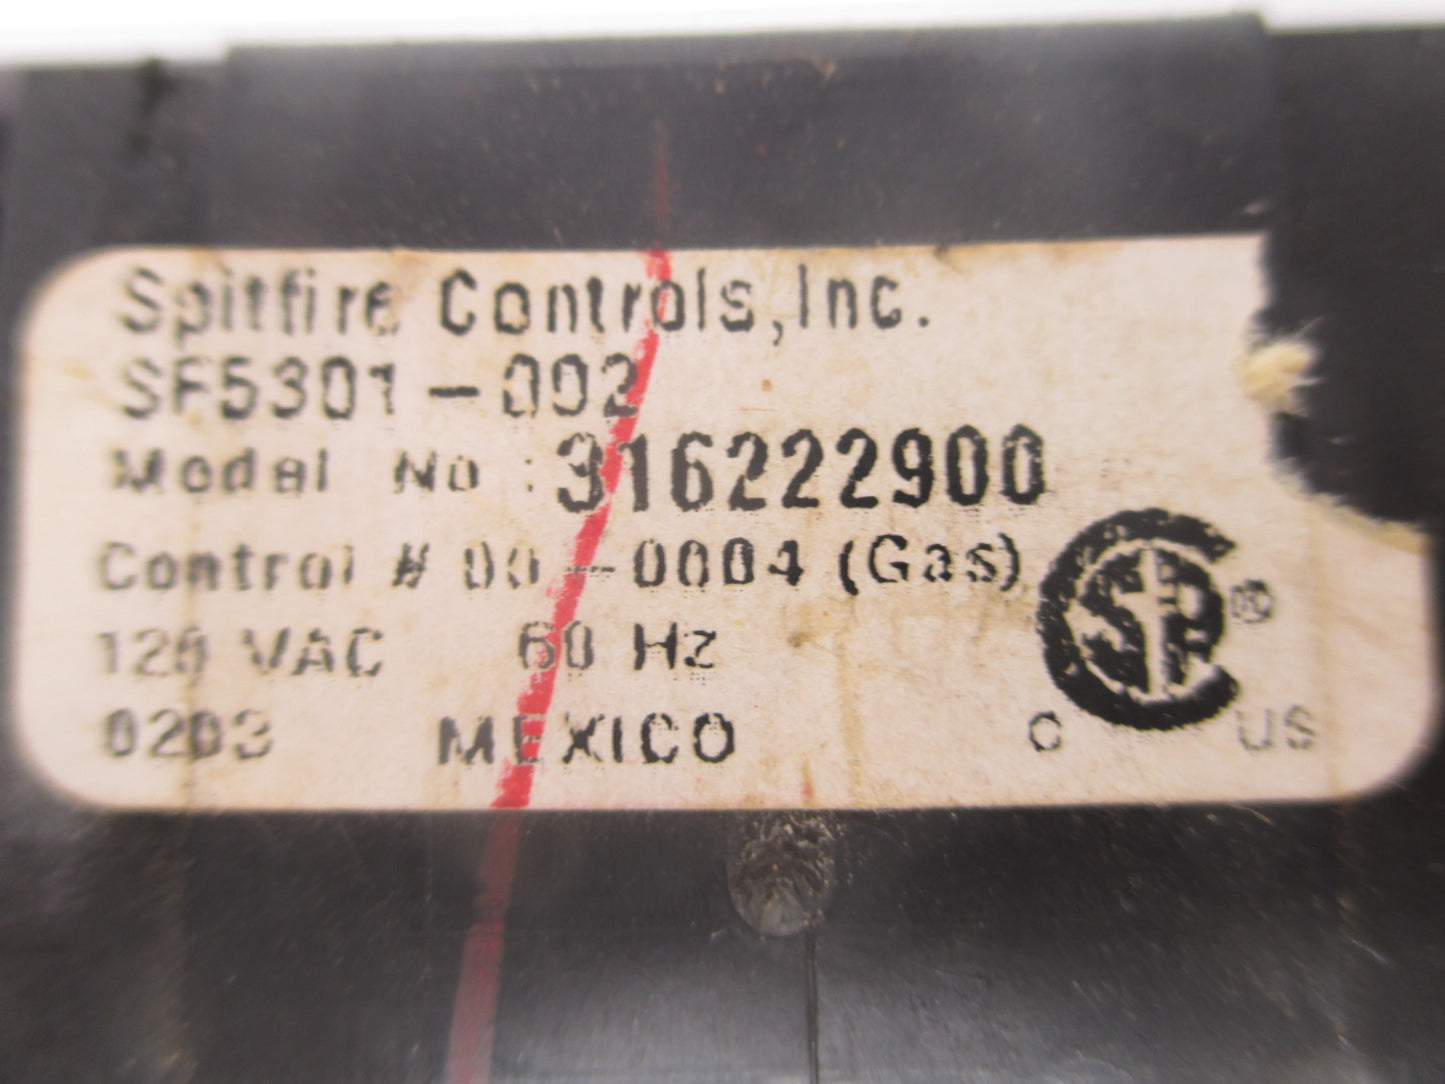 Spitfire Controls, Inc.
SF5301-002
Model No :316222900
Control # 00-0004 (Gas)
120 VAC 60 Hz
0203 MEXICO
CSP®
C US